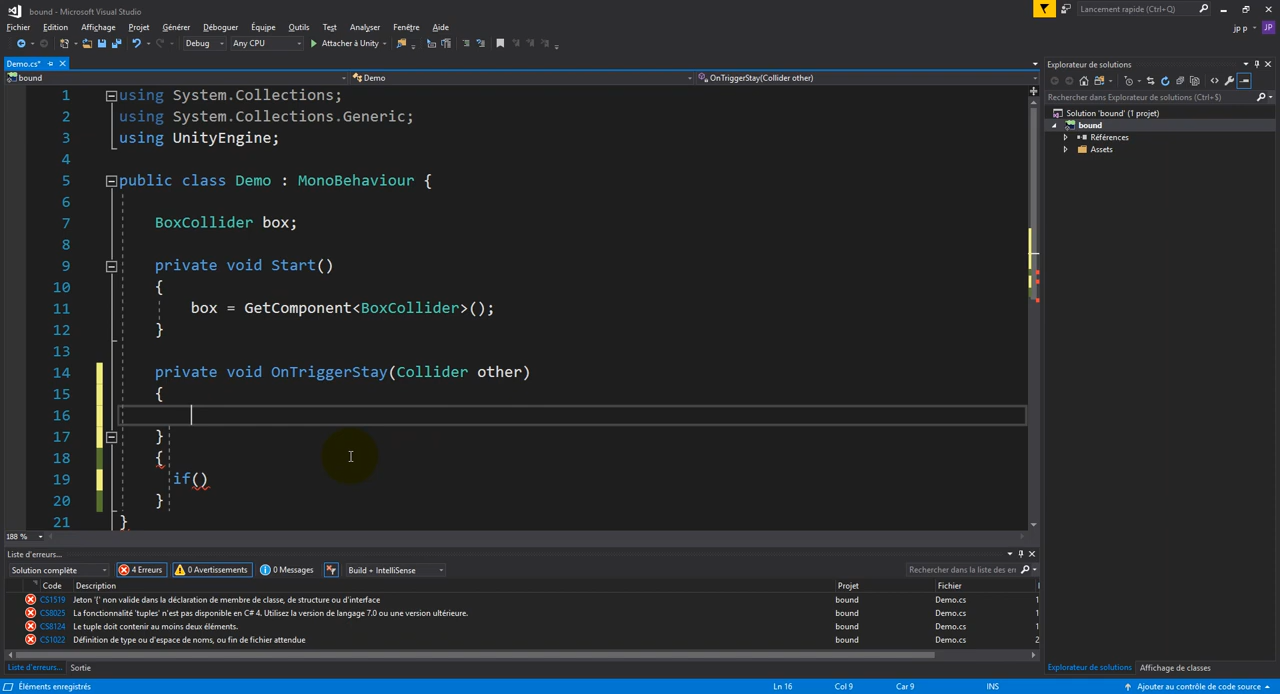 bound - Microsoft Visual Studio
Lancement rapide (Ctrl+Q)
Fichier Edition Affichage Projet Générer Déboguer Équipe Outils Test Analyser Fenêtre Aide
jp p JP
Debug Any CPU Attacher à Unity
Demo.cs*
bound Demo OnTriggerStay(Collider other)
1 using System.Collections;
2 using System.Collections.Generic;
3 using UnityEngine;
4
5 public class Demo : MonoBehaviour {
6
7 BoxCollider box;
8
9 private void Start()
10 {
11 box = GetComponent<BoxCollider>();
12 }
13
14 private void OnTriggerStay(Collider other)
15 {
16
17 }
18 {
19 if()
20 }
21 }
188 %
Explorateur de solutions
Rechercher dans Explorateur de solutions (Ctrl+$)
Solution 'bound' (1 projet)
bound
Références
Assets
Liste d'erreurs...
Solution complète 4 Erreurs 0 Avertissements 0 Messages Build + IntelliSense Rechercher dans la liste des er
Code Description Projet Fichier
CS1519 Jeton '{' non valide dans la déclaration de membre de classe, de structure ou d'interface bound Demo.cs 1
CS8025 La fonctionnalité 'tuples' n'est pas disponible en C# 4. Utilisez la version de langage 7.0 ou une version ultérieure. bound Demo.cs 1
CS8124 Le tuple doit contenir au moins deux éléments. bound Demo.cs 1
CS1022 Définition de type ou d'espace de noms, ou fin de fichier attendue bound Demo.cs 2
Liste d'erreurs... Sortie
Explorateur de solutions Affichage de classes
Éléments enregistrés Ln 16 Col 9 Car 9 INS Ajouter au contrôle de code source